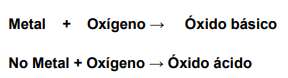 Metal + Oxígeno → Óxido básico
No Metal + Oxígeno → Óxido ácido